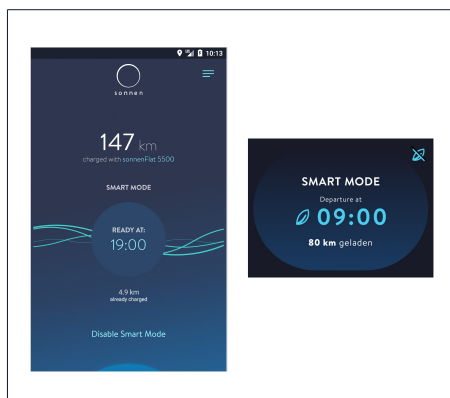 10:13
sonnen
147 km
charged with sonnenFlat 5500
SMART MODE
READY AT:
19:00
4.9 km
already charged
Disable Smart Mode
SMART MODE
Departure at
09:00
80 km geladen